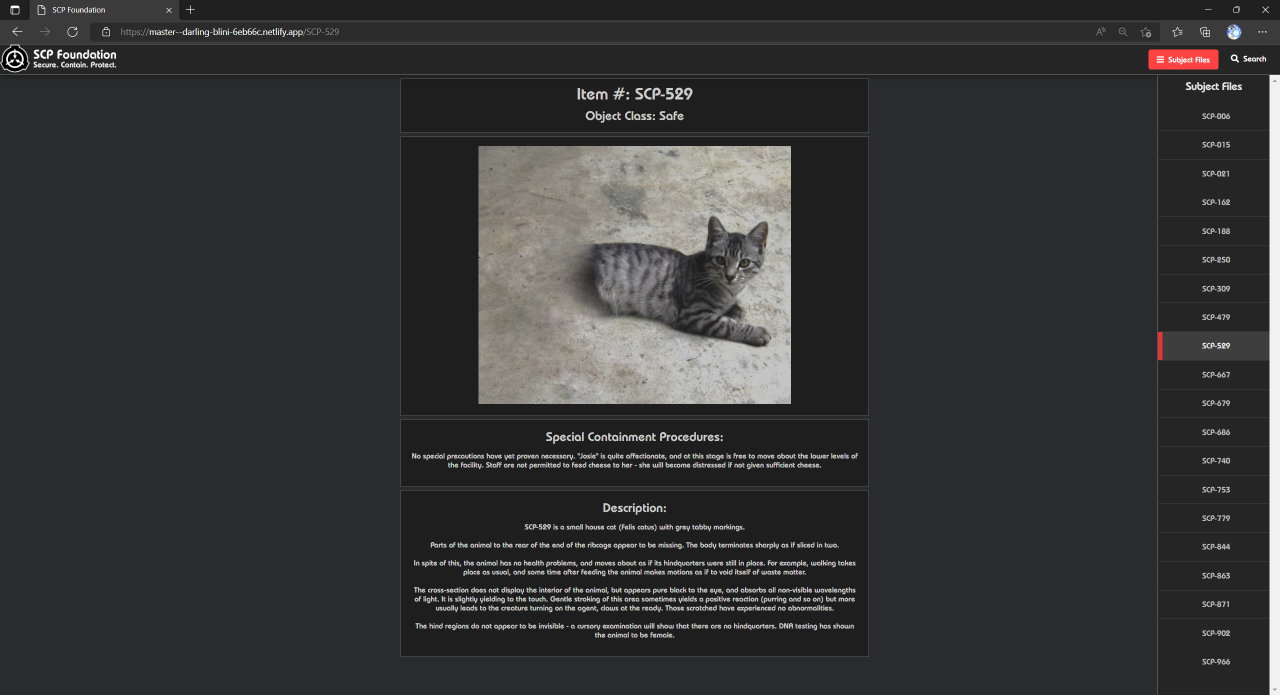 SCP Foundation
https://master--darling-blini-6eb66c.netlify.app/SCP-529
SCP Foundation
Secure. Contain. Protect.
Subject Files
Search
Item #: SCP-529
Object Class: Safe
Special Containment Procedures:
No special precautions have yet proven necessary. "Josie" is quite affectionate, and at this stage is free to move about the lower levels of
the facility. Staff are not permitted to feed cheese to her - she will become distressed if not given sufficient cheese.
Description:
SCP-529 is a small house cat (Felis catus) with grey tabby markings.
Parts of the animal to the rear of the end of the ribcage appear to be missing. The body terminates sharply as if sliced in two.
In spite of this, the animal has no health problems, and moves about as if its hindquarters were still in place. For example, walking takes
place as usual, and some time after feeding the animal makes motions as if to void itself of waste matter.
The cross-section does not display the interior of the animal, but appears pure black to the eye, and absorbs all non-visible wavelengths
of light. It is slightly yielding to the touch. Gentle stroking of this area sometimes yields a positive reaction (purring and so on) but more
usually leads to the creature turning on the agent, claws at the ready. Those scratched have experienced no abnormalities.
The hind regions do not appear to be invisible - a cursory examination will show that there are no hindquarters. DNA testing has shown
the animal to be female.
Subject Files
SCP-006
SCP-015
SCP-021
SCP-162
SCP-188
SCP-250
SCP-309
SCP-479
SCP-529
SCP-667
SCP-679
SCP-686
SCP-740
SCP-753
SCP-779
SCP-844
SCP-863
SCP-871
SCP-902
SCP-966